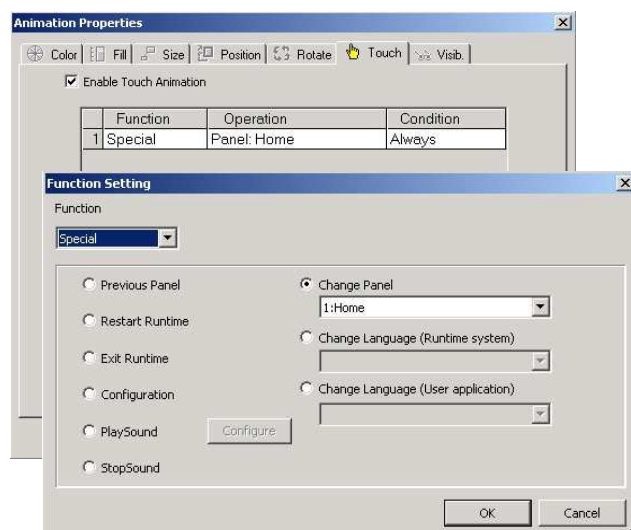 Animation Properties
Color Fill Size Position Rotate Touch Visib.
Enable Touch Animation
Function Operation Condition
1 Special Panel: Home Always
Function Setting
Function
Special
Previous Panel
Restart Runtime
Exit Runtime
Configuration
PlaySound Configure
StopSound
Change Panel
1:Home
Change Language (Runtime system)
Change Language (User application)
OK Cancel